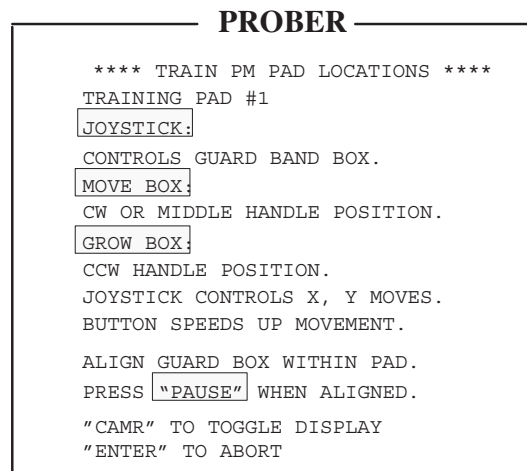 PROBER
**** TRAIN PM PAD LOCATIONS ****
TRAINING PAD #1
JOYSTICK:
CONTROLS GUARD BAND BOX.
MOVE BOX:
CW OR MIDDLE HANDLE POSITION.
GROW BOX:
CCW HANDLE POSITION.
JOYSTICK CONTROLS X, Y MOVES.
BUTTON SPEEDS UP MOVEMENT.
ALIGN GUARD BOX WITHIN PAD.
PRESS “PAUSE” WHEN ALIGNED.
”CAMR” TO TOGGLE DISPLAY
”ENTER” TO ABORT